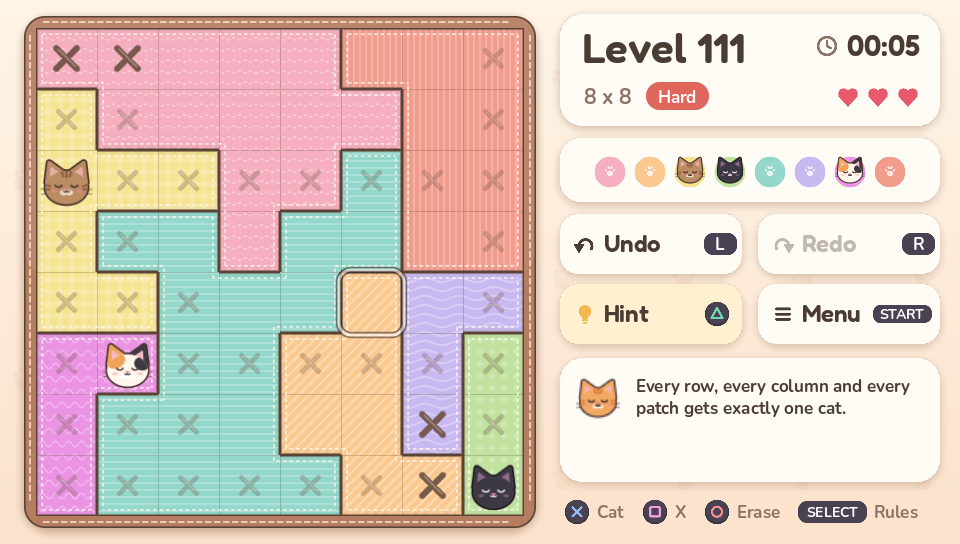 Level 111
00:05
8 x 8
Hard
Undo
L
Redo
R
Hint
Menu
START
Every row, every column and every
patch gets exactly one cat.
Cat
X
Erase
SELECT
Rules